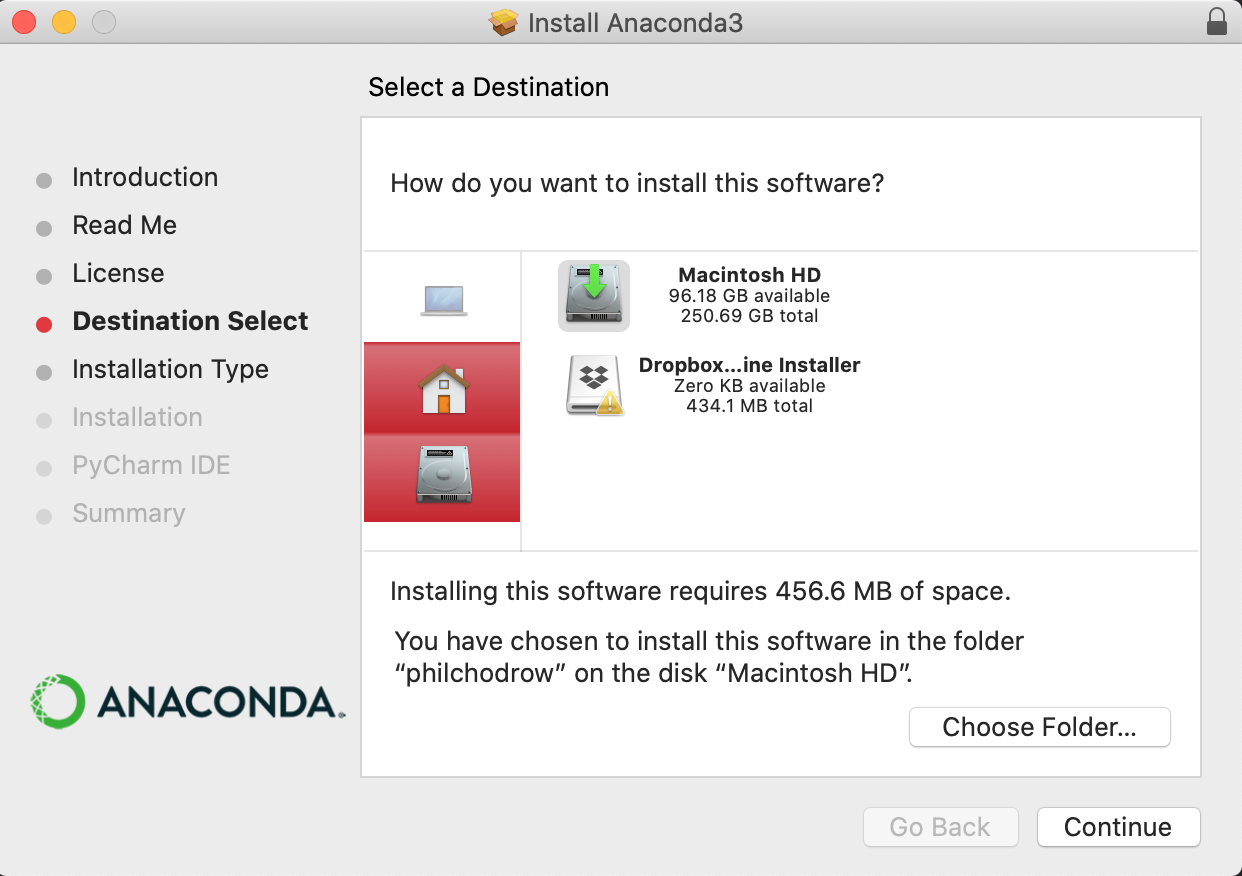 Install Anaconda3
Select a Destination
Introduction
Read Me
License
Destination Select
Installation Type
Installation
PyCharm IDE
Summary
ANACONDA.
How do you want to install this software?
Macintosh HD
96.18 GB available
250.69 GB total
Dropbox...ine Installer
Zero KB available
434.1 MB total
Installing this software requires 456.6 MB of space.
You have chosen to install this software in the folder
“philchodrow” on the disk “Macintosh HD”.
Choose Folder...
Go Back
Continue